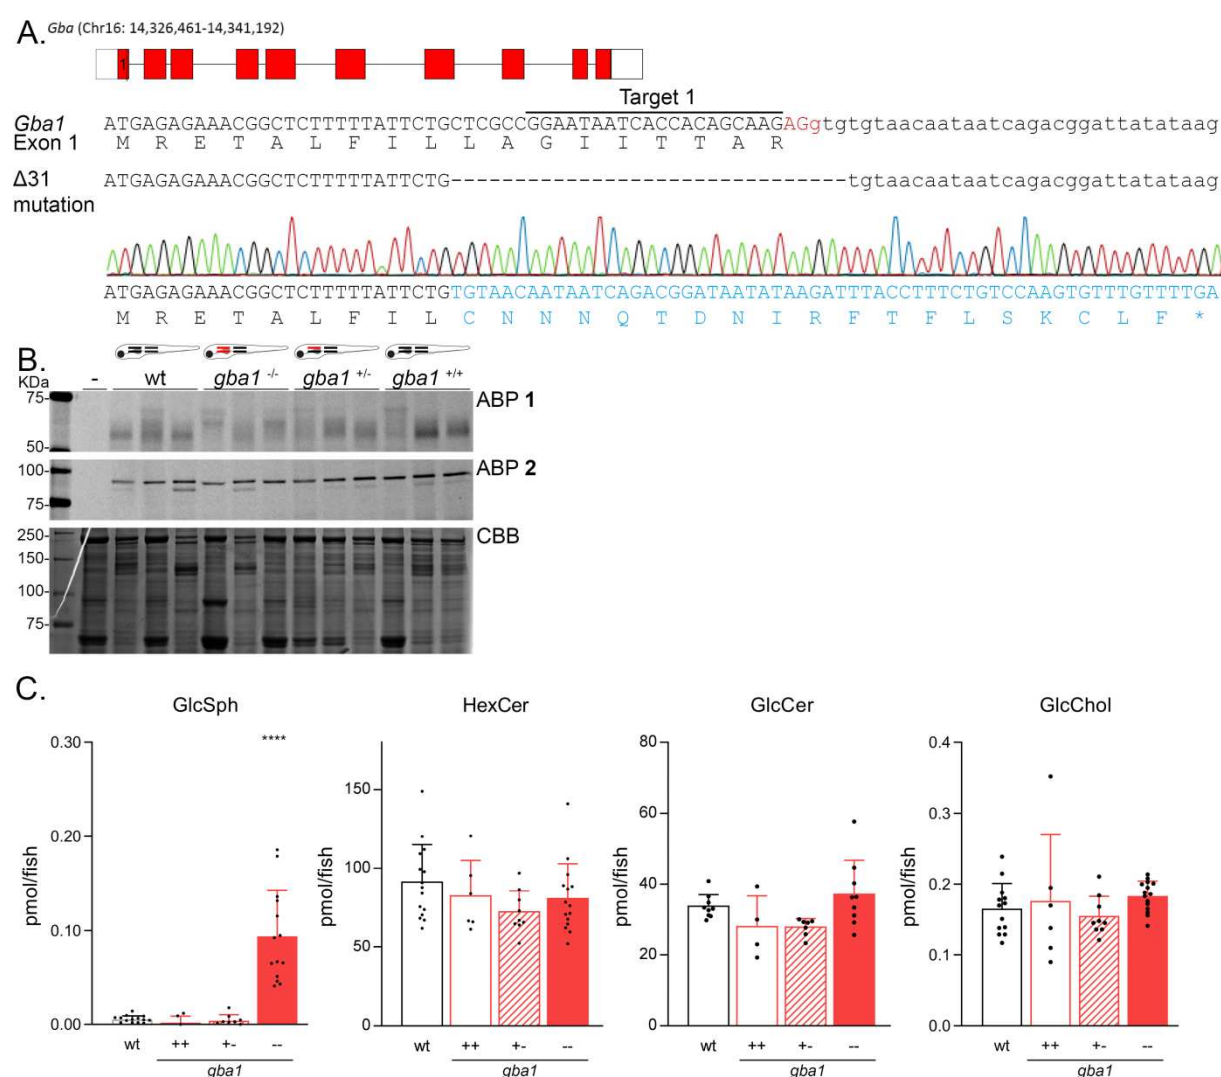 A. Gba (Chr16: 14,326,461-14,341,192)
1
Target 1
Gba1 ATGAGAGAAACGGCTCTTTTTATTCTGCTCGCCGGAATAATCACCACAGCAAGAGgtgtgtaacaataatcagacggattatataag
Exon 1 M R E T A L F I L L A G I I T T A R
Δ31 ATGAGAGAAACGGCTCTTTTTATTCTG-------------------------------tgtaacaataatcagacggattatataag
mutation
ATGAGAGAAACGGCTCTTTTTATTCTGTGTAACAATAATCAGACGGATAATATAAGATTTACCTTTCTGTCCAAGTGTTTGTTTTGA
M R E T A L F I L C N N N Q T D N I R F T F L S K C L F *
B.
KDa - wt gba1 -/- gba1 +/- gba1 +/+
75- ABP 1
50-
100- ABP 2
75-
250- CBB
150-
100-
75-
C.
GlcSph HexCer GlcCer GlcChol
0.30 **** 150 80 0.4
0.20 100 60 0.3
0.10 50 40 0.2
0.00 0 20 0.1
0 0.0
pmol/fish pmol/fish pmol/fish pmol/fish
wt ++ +- -- wt ++ +- -- wt ++ +- -- wt ++ +- --
gba1 gba1 gba1 gba1